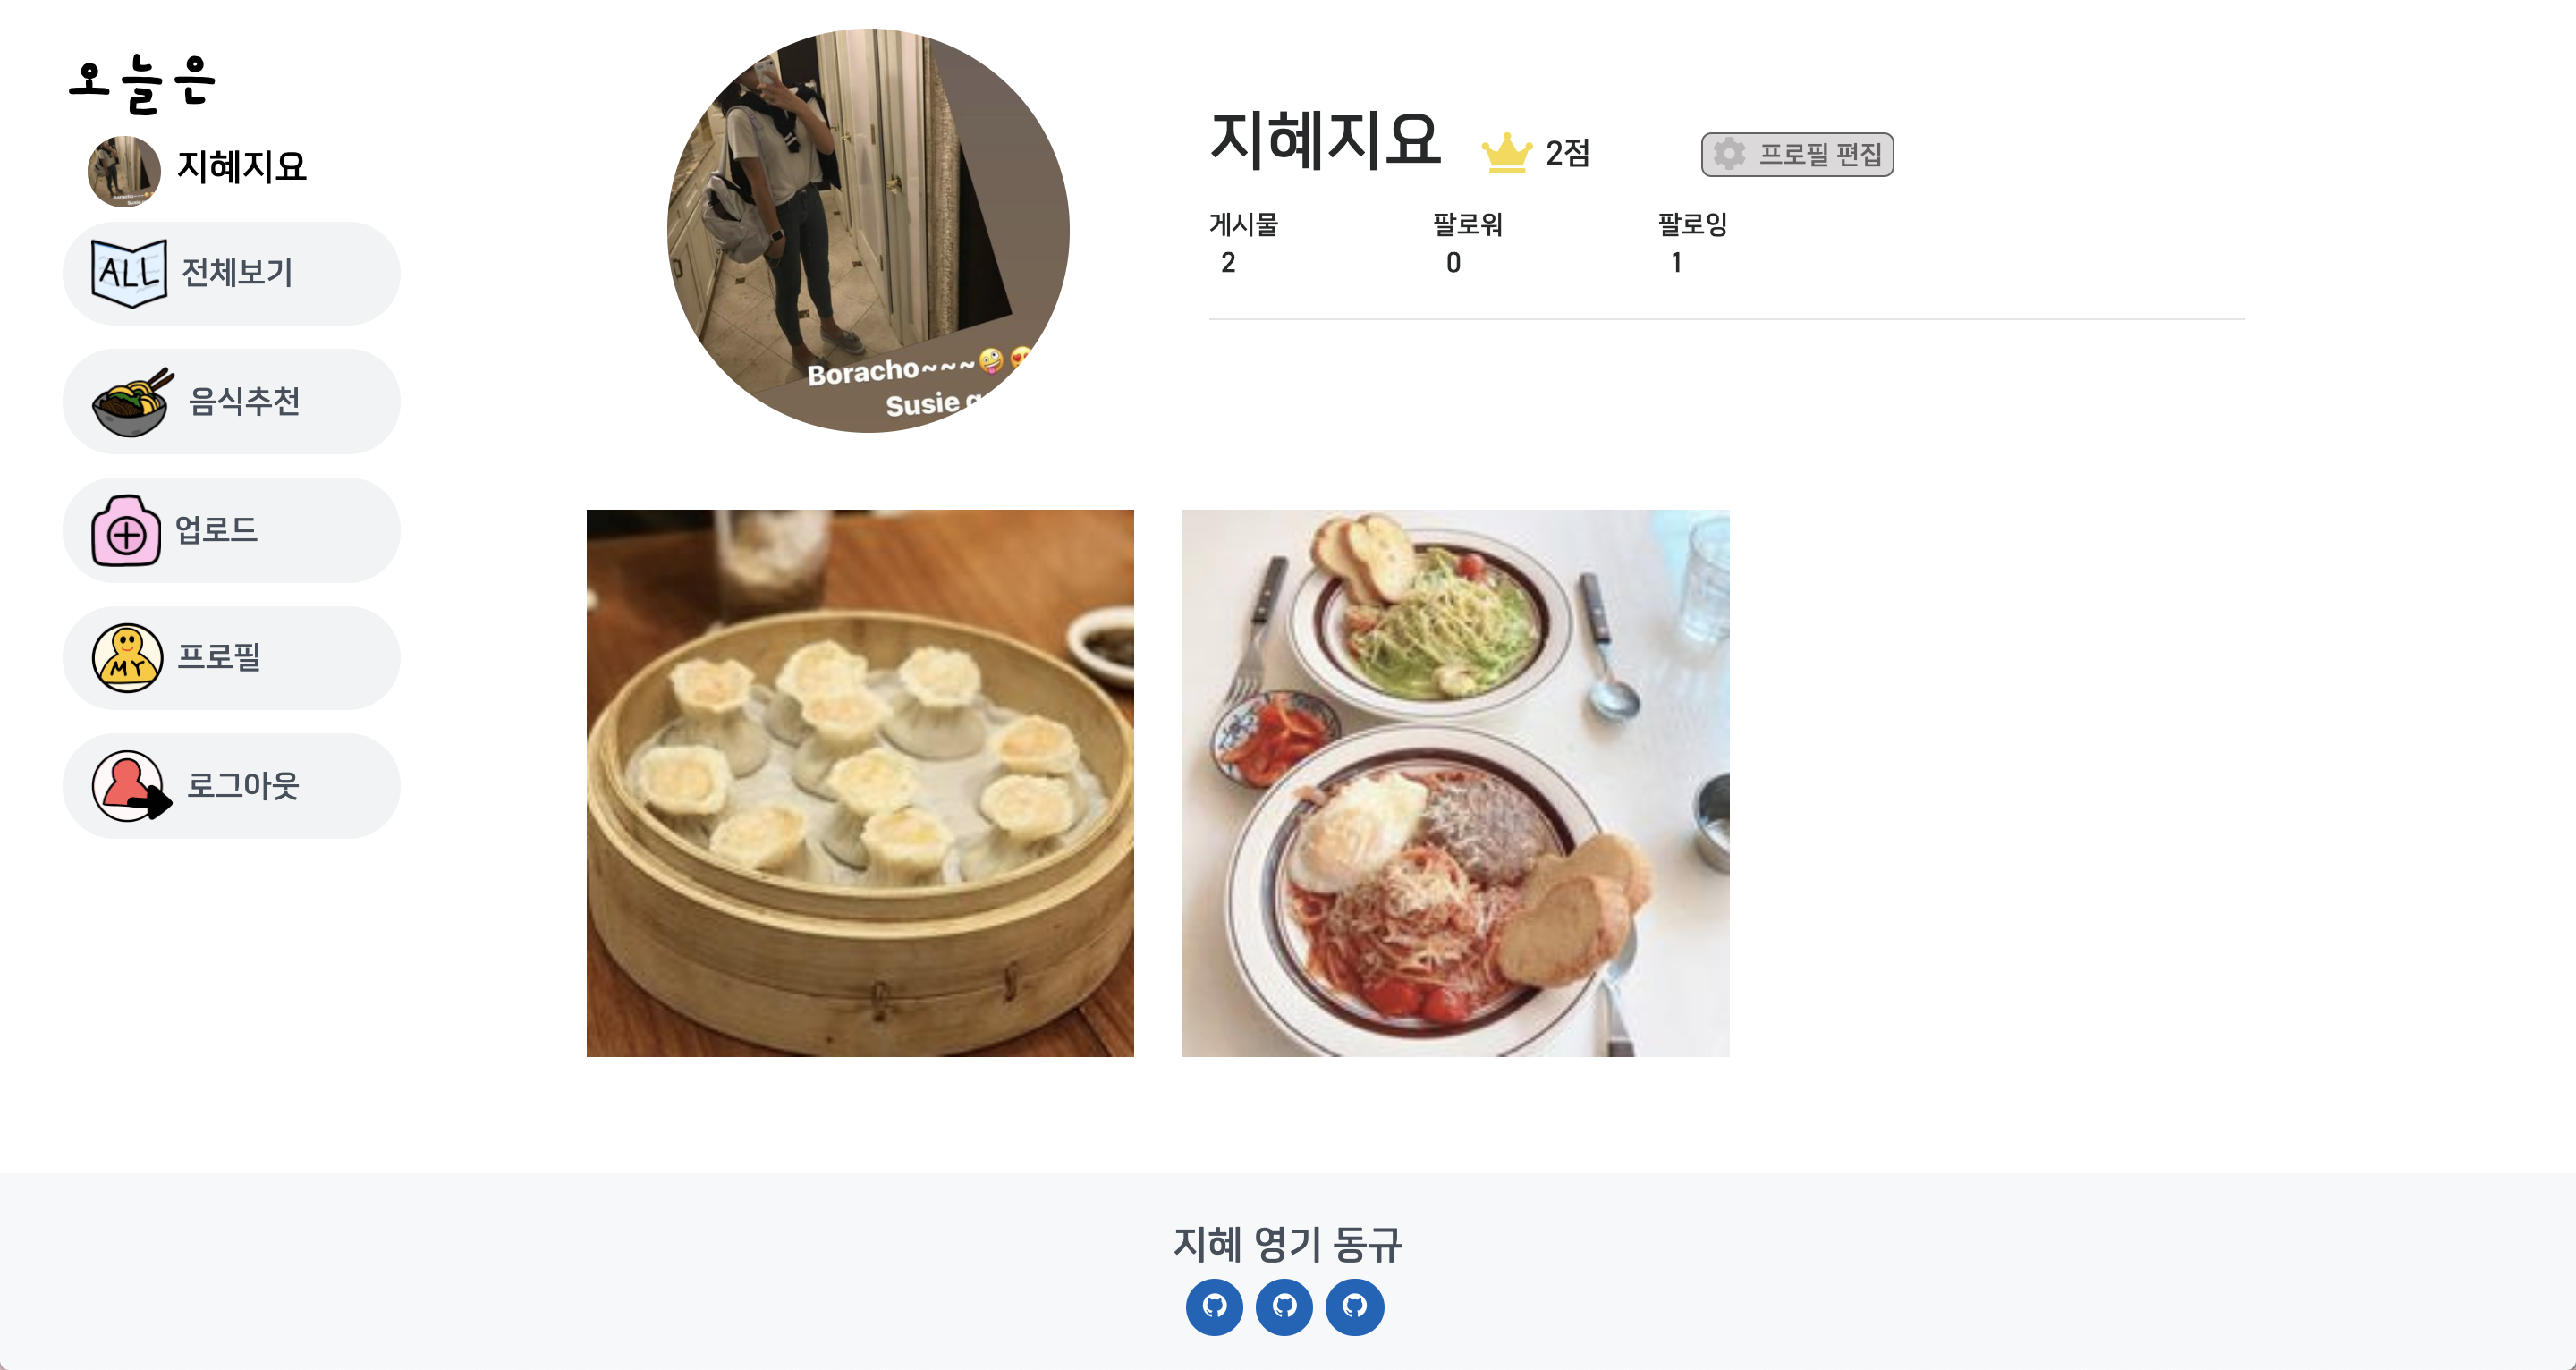 오늘은
지혜지요
ALL 전체보기
음식추천
업로드
MY 프로필
로그아웃
Boracho~~~🤪😍
Susie
지혜지요 2점 프로필 편집
게시물 팔로워 팔로잉
2 0 1
지혜 영기 동규